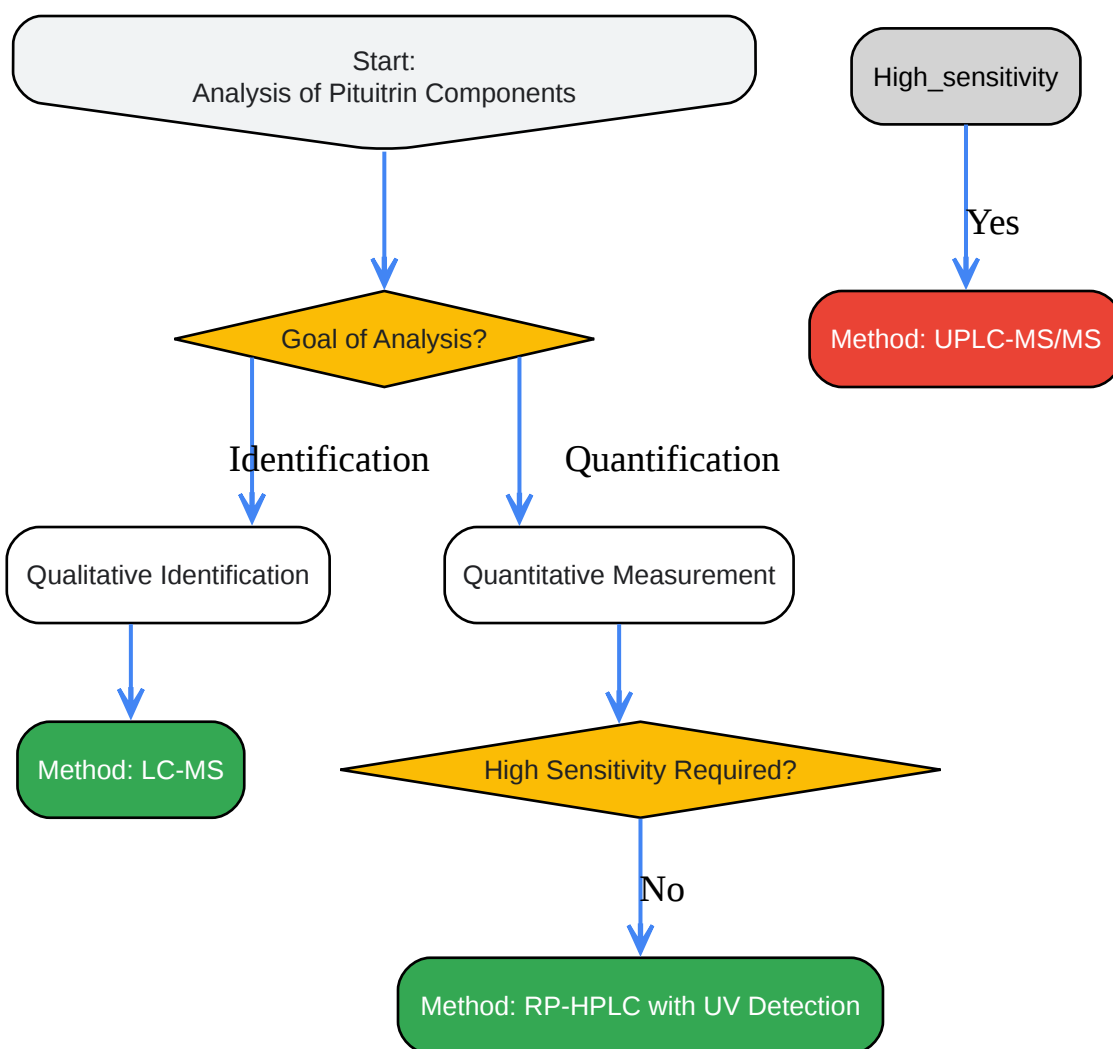 Start:
Analysis of Pituitrin Components
High_sensitivity
Yes
Method: UPLC-MS/MS
Goal of Analysis?
Identification
Quantification
Qualitative Identification
Quantitative Measurement
Method: LC-MS
High Sensitivity Required?
No
Method: RP-HPLC with UV Detection